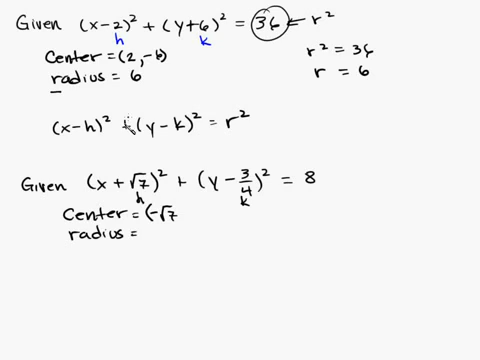 Given (x-2)² + (y+6)² = 36 ← r²
h k
center = (2, -6)
r² = 36
radius = 6
r = 6
(x-h)² + (y-k)² = r²
Given (x + √7)² + (y - 3/4)² = 8
h k
center = (-√7
radius =